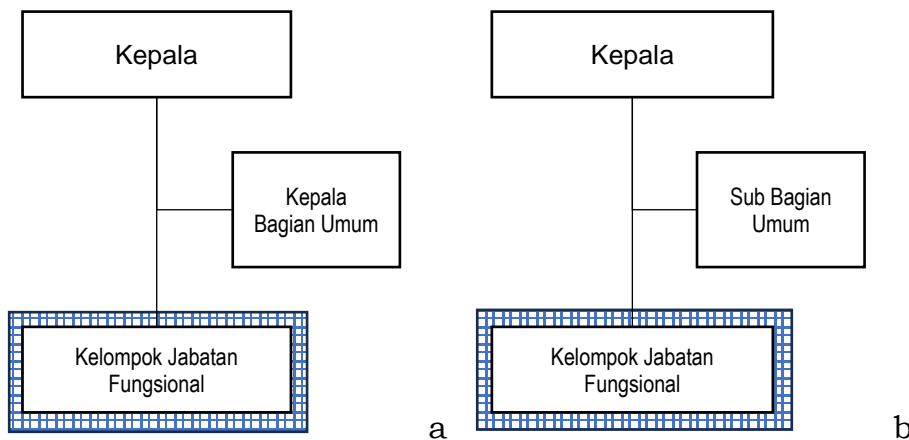 Kepala
Kepala
Bagian Umum
Kelompok Jabatan
Fungsional
a
Kepala
Sub Bagian
Umum
Kelompok Jabatan
Fungsional
b